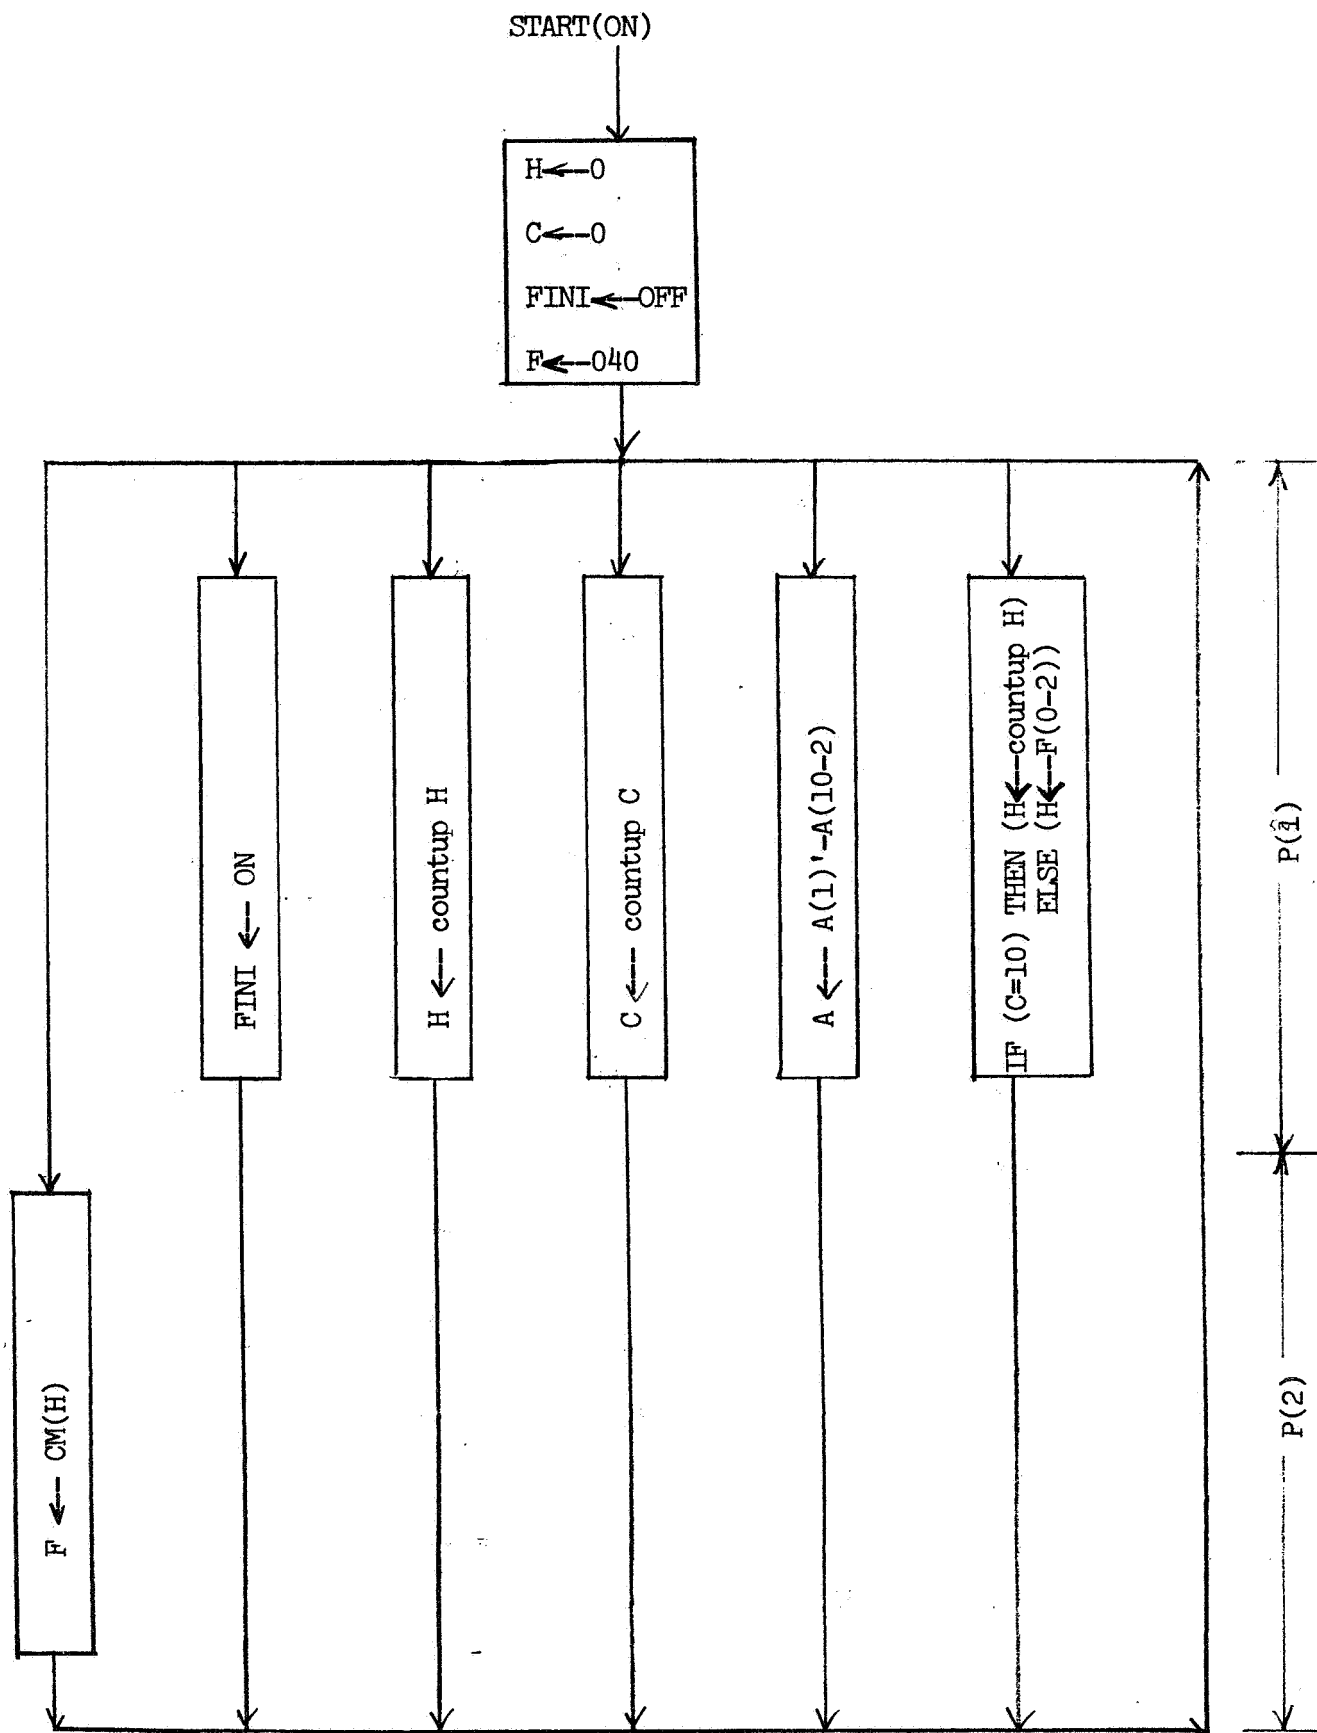 START(ON)
H←0
C←0
FINI←OFF
F←040
F ← CM(H)
FINI ← ON
H ← countup H
C ← countup C
A ← A(1)'-A(10-2)
IF (C=10) THEN (H←countup H)
ELSE (H←F(0-2))
P(1)
P(2)